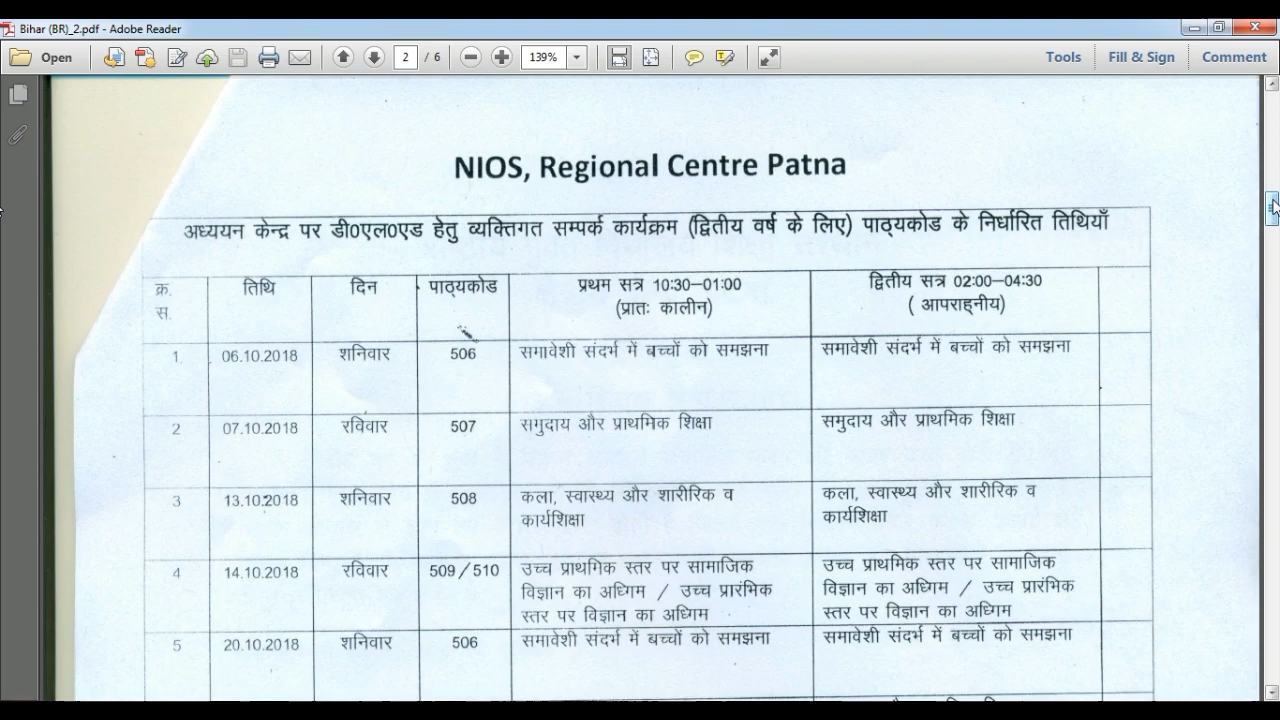 Bihar (BR)_2.pdf - Adobe Reader
Open 2 / 6 139% Tools Fill & Sign Comment
NIOS, Regional Centre Patna
अध्ययन केन्द्र पर डी0एल0एड हेतु व्यक्तिगत सम्पर्क कार्यक्रम (द्वितीय वर्ष के लिए) पाठ्यकोड के निर्धारित तिथियाँ
क्र. स. तिथि दिन पाठ्यकोड प्रथम सत्र 10:30–01:00 (प्रातः कालीन) द्वितीय सत्र 02:00–04:30 ( आपराह्नीय)
1 06.10.2018 शनिवार 506 समावेशी संदर्भ में बच्चों को समझना समावेशी संदर्भ में बच्चों को समझना
2 07.10.2018 रविवार 507 समुदाय और प्राथमिक शिक्षा समुदाय और प्राथमिक शिक्षा
3 13.10.2018 शनिवार 508 कला, स्वास्थ्य और शारीरिक व कार्यशिक्षा कला, स्वास्थ्य और शारीरिक व कार्यशिक्षा
4 14.10.2018 रविवार 509/510 उच्च प्राथमिक स्तर पर सामाजिक विज्ञान का अधिगम / उच्च प्रारंभिक स्तर पर विज्ञान का अधिगम उच्च प्राथमिक स्तर पर सामाजिक विज्ञान का अधिगम / उच्च प्रारंभिक स्तर पर विज्ञान का अधिगम
5 20.10.2018 शनिवार 506 समावेशी संदर्भ में बच्चों को समझना समावेशी संदर्भ में बच्चों को समझना